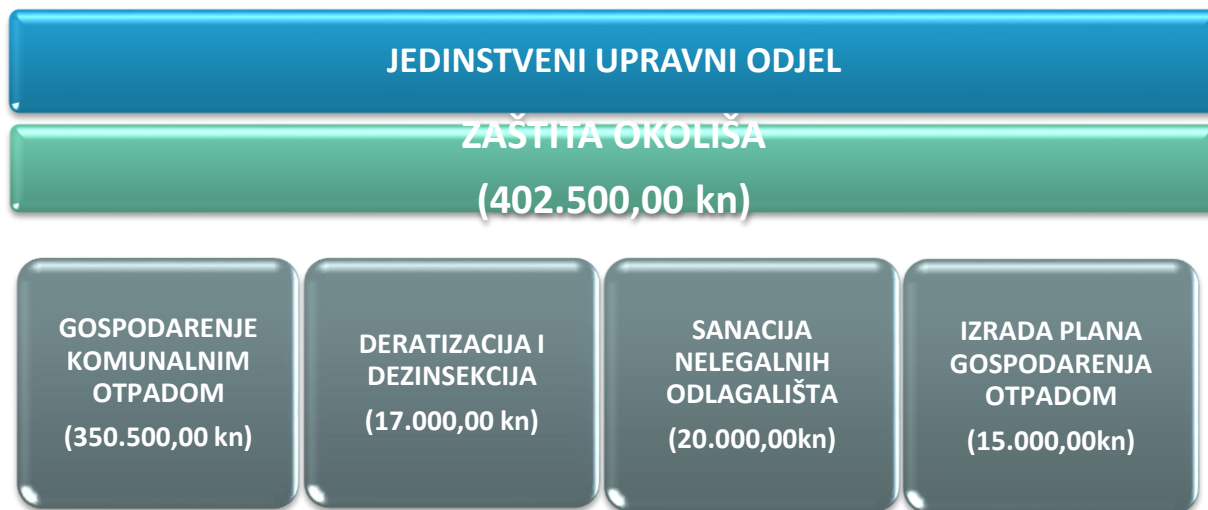 JEDINSTVENI UPRAVNI ODJEL
ZAŠTITA OKOLIŠA
(402.500,00 kn)
GOSPODARENJE
KOMUNALNIM
OTPADOM
(350.500,00 kn)
DERATIZACIJA I
DEZINSEKCIJA
(17.000,00 kn)
SANACIJA
NELEGALNIH
ODLAGALIŠTA
(20.000,00kn)
IZRADA PLANA
GOSPODARENJA
OTPADOM
(15.000,00kn)